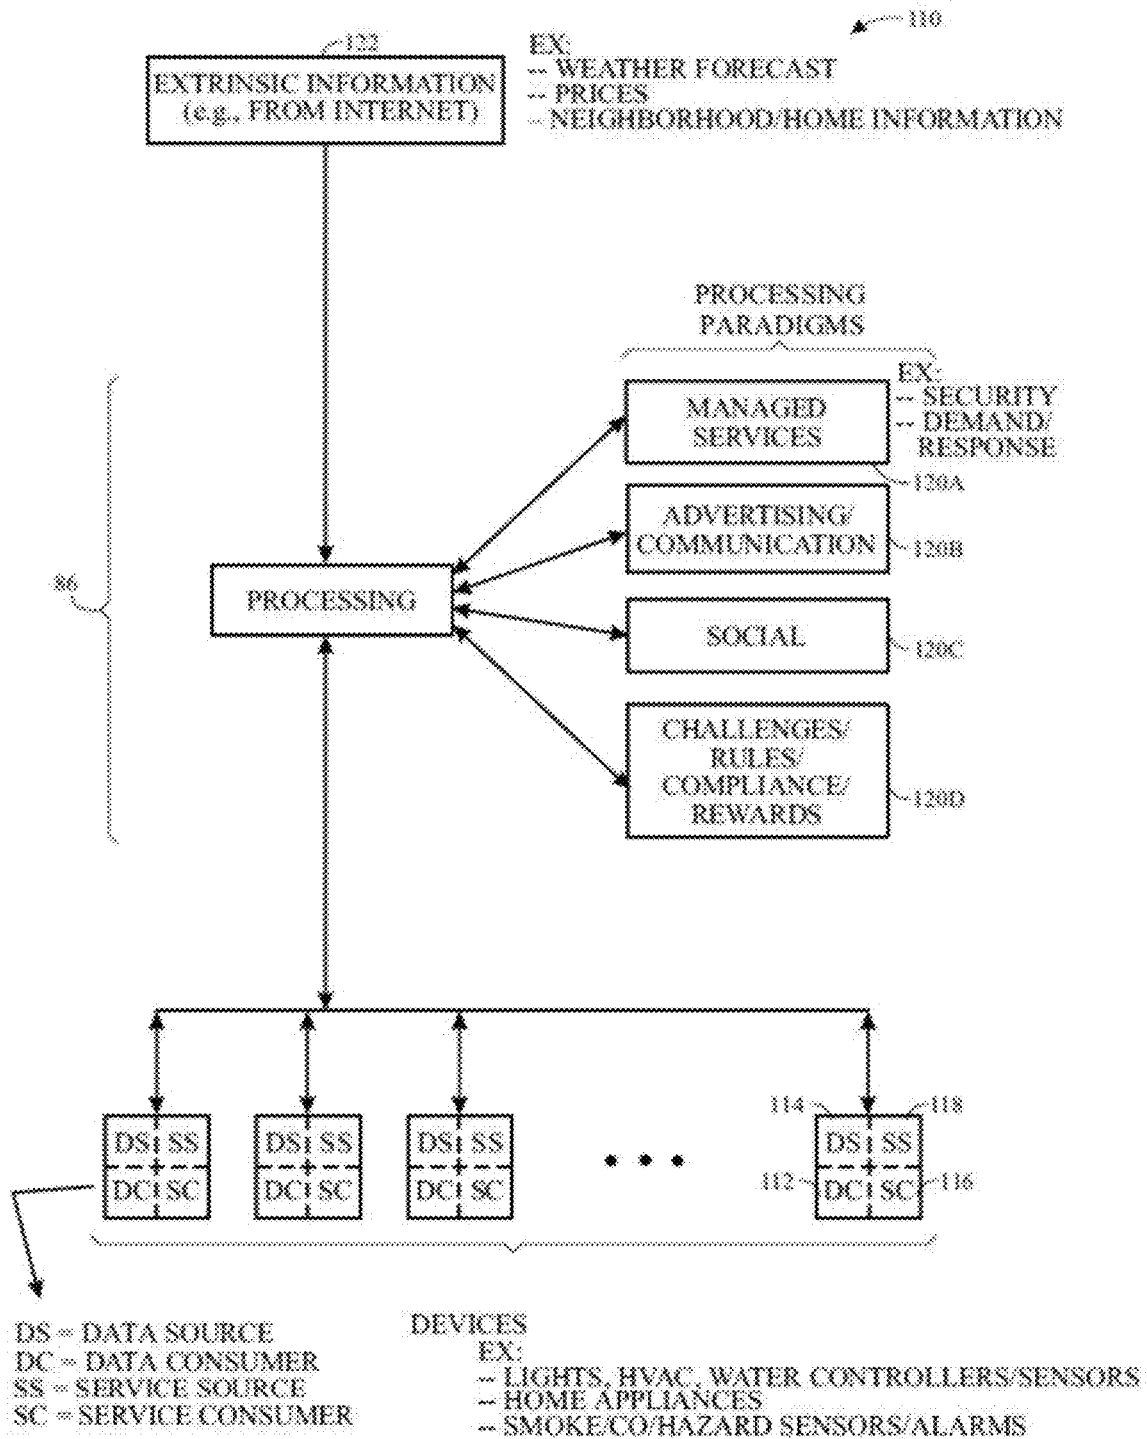 110
122
EXTRINSIC INFORMATION
(e.g., FROM INTERNET)
EX:
-- WEATHER FORECAST
-- PRICES
-- NEIGHBORHOOD/HOME INFORMATION
PROCESSING
PARADIGMS
86
PROCESSING
MANAGED
SERVICES
EX:
-- SECURITY
-- DEMAND/
RESPONSE
120A
ADVERTISING/
COMMUNICATION
120B
SOCIAL
120C
CHALLENGES/
RULES/
COMPLIANCE/
REWARDS
120D
DS SS
DC SC
DS SS
DC SC
DS SS
DC SC
• • •
114 118
DS SS
112 DC SC 116
DS = DATA SOURCE
DC = DATA CONSUMER
SS = SERVICE SOURCE
SC = SERVICE CONSUMER
DEVICES
EX:
-- LIGHTS, HVAC, WATER CONTROLLERS/SENSORS
-- HOME APPLIANCES
-- SMOKE/CO/HAZARD SENSORS/ALARMS